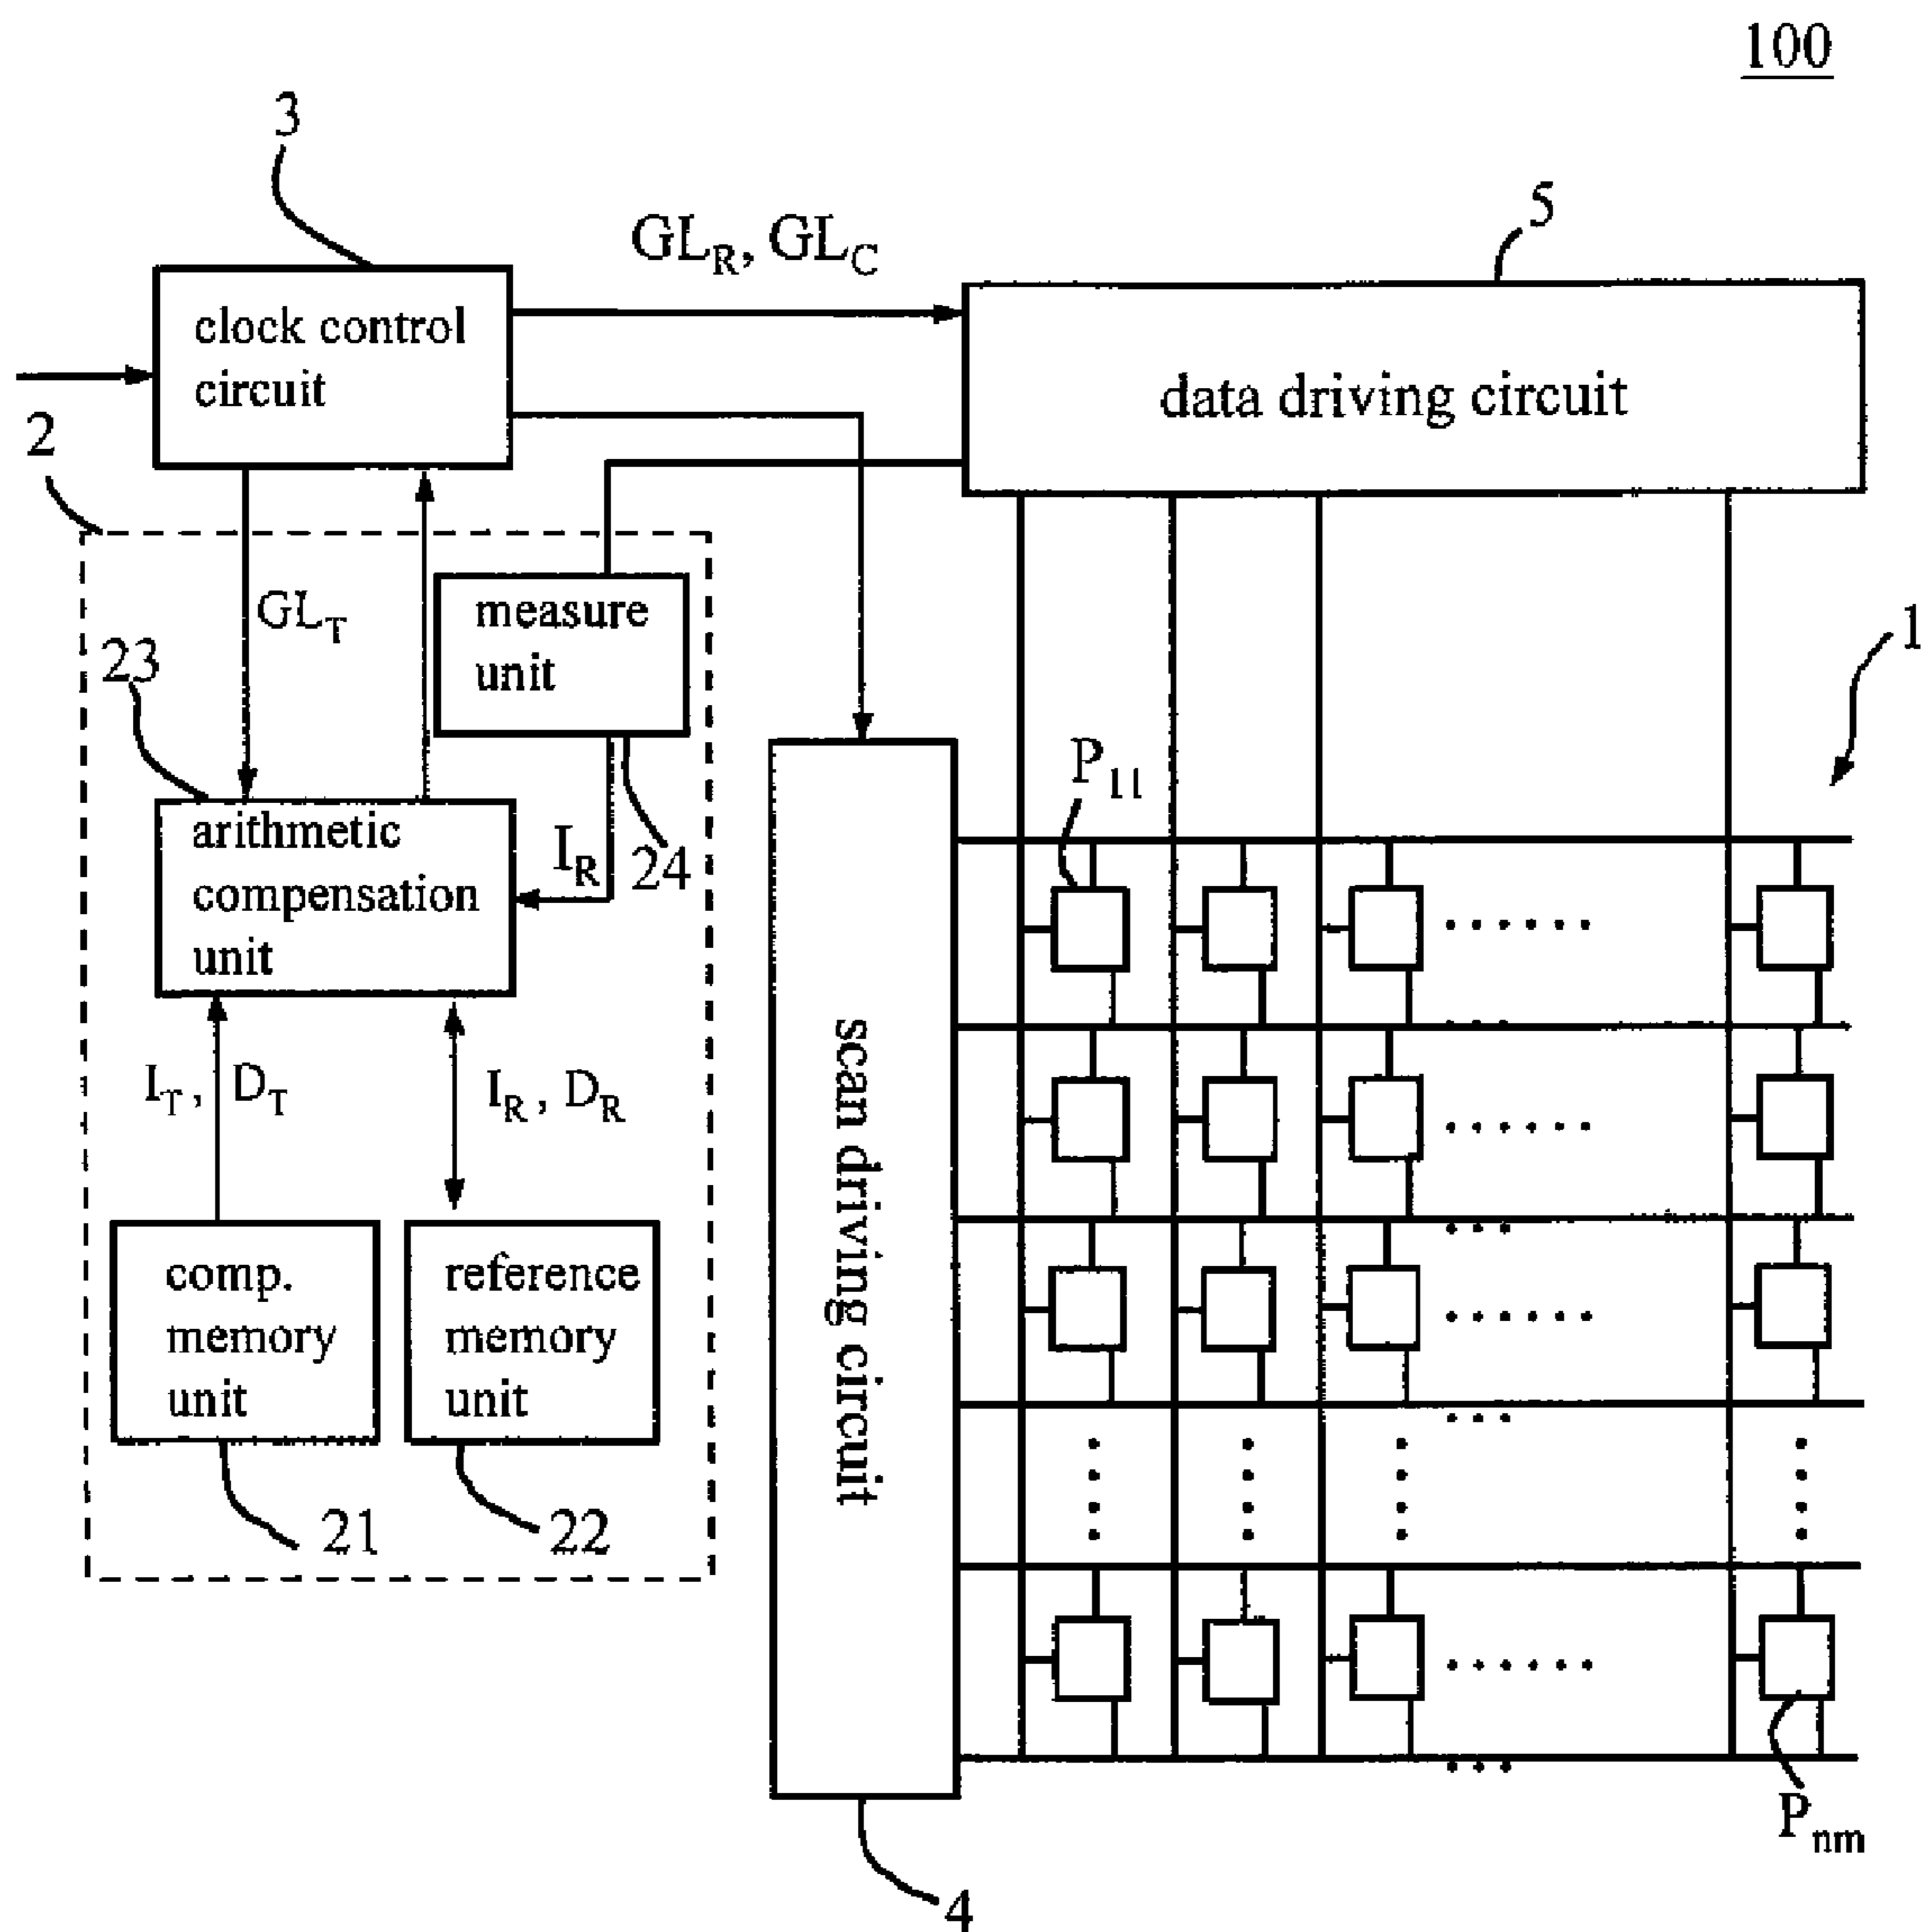 100
3
GL_R, GL_C
5
clock control
circuit
data driving circuit
2
GL_T
measure
unit
1
23
P_11
arithmetic
compensation
unit
I_R
24
scan driving circuit
I_T, D_T
I_R, D_R
comp.
memory
unit
reference
memory
unit
21
22
P_nm
4